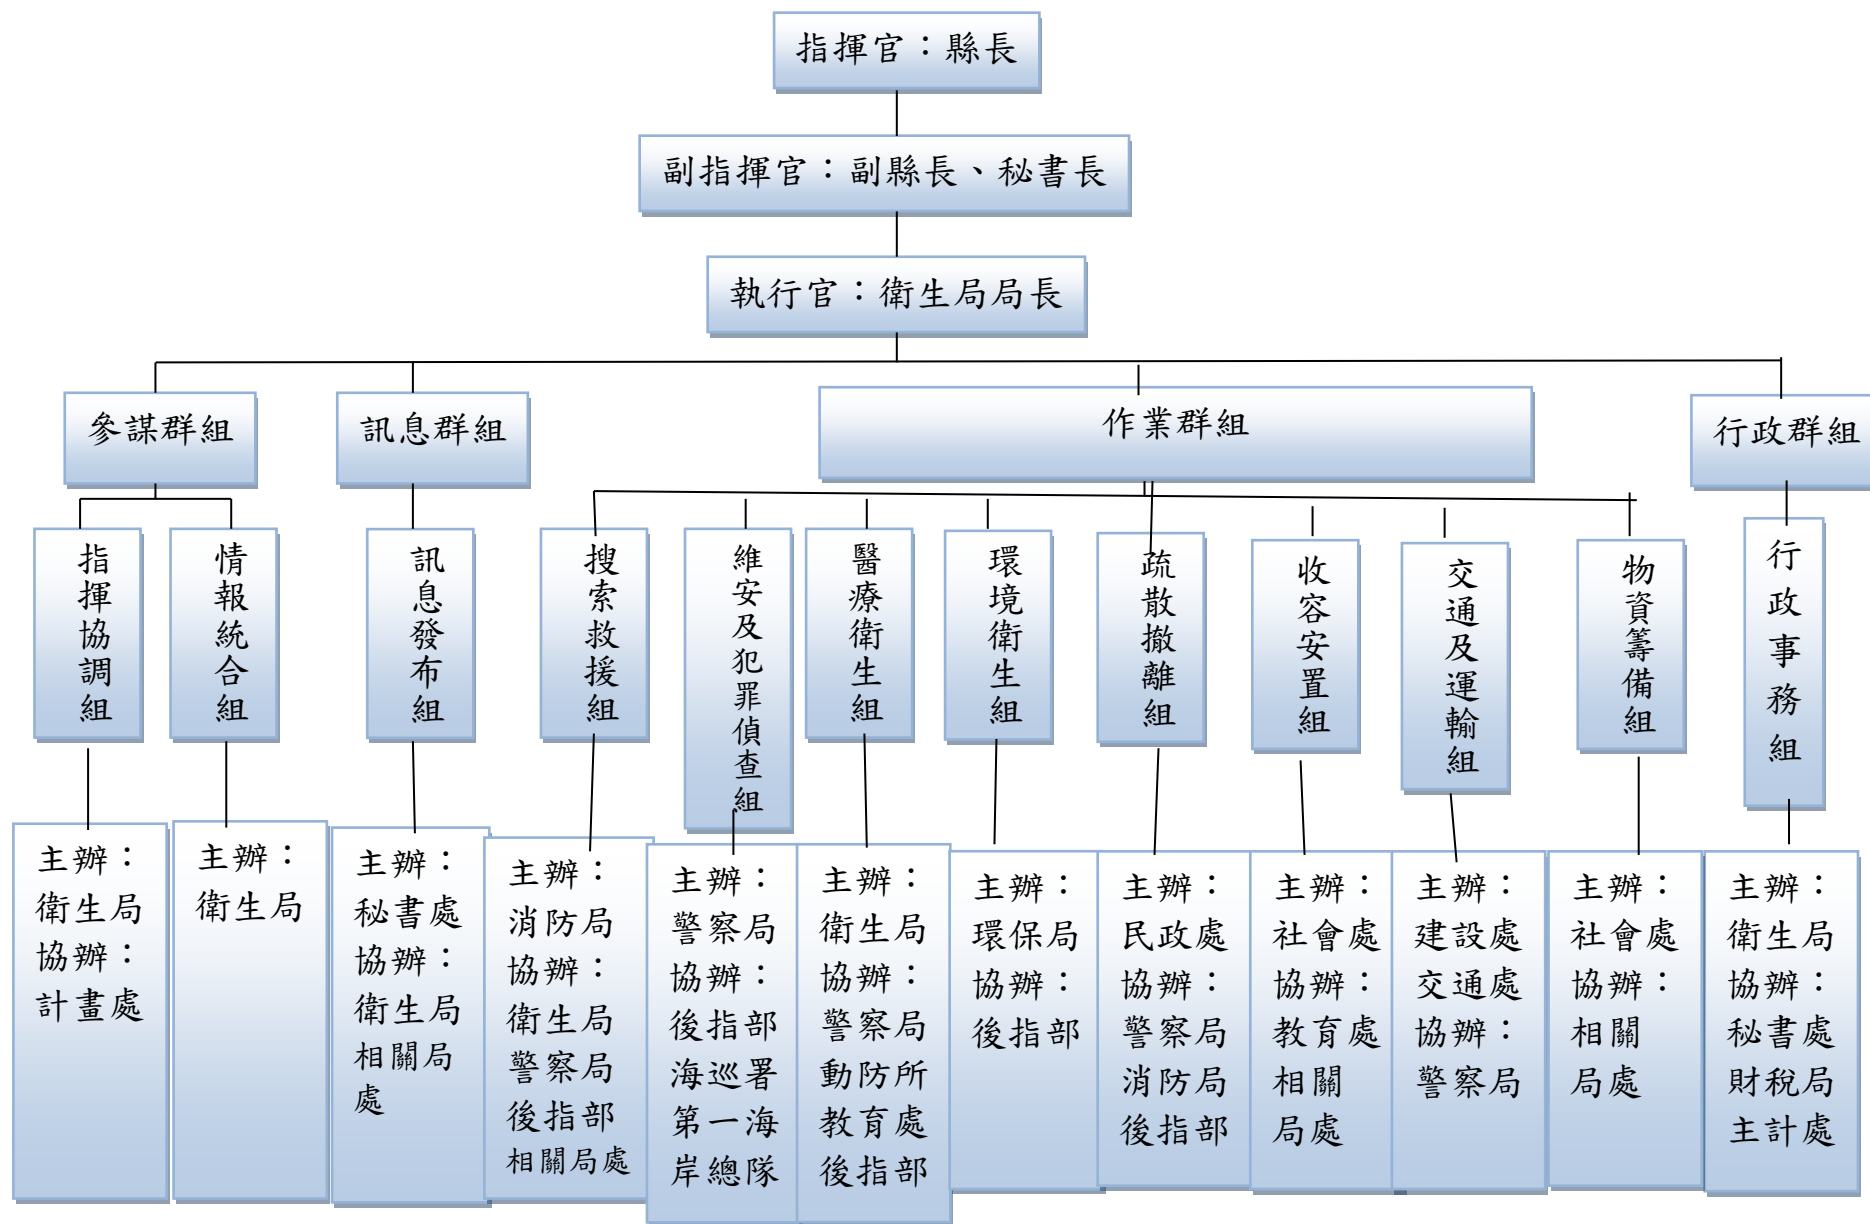 指揮官：縣長
副指揮官：副縣長、秘書長
執行官：衛生局局長
參謀群組
訊息群組
作業群組
行政群組
指揮協調組
情報統合組
訊息發布組
搜索救援組
維安及犯罪偵查組
醫療衛生組
環境衛生組
疏散撤離組
收容安置組
交通及運輸組
物資籌備組
行政事務組
主辦：
衛生局
協辦：
計畫處
主辦：
衛生局
主辦：
秘書處
協辦：
衛生局
相關局
處
主辦：
消防局
協辦：
衛生局
警察局
後指部
相關局處
主辦：
警察局
協辦：
後指部
海巡署
第一海
岸總隊
主辦：
衛生局
協辦：
警察局
動防所
教育處
後指部
主辦：
環保局
協辦：
後指部
主辦：
民政處
協辦：
警察局
消防局
後指部
主辦：
社會處
協辦：
教育處
相關
局處
主辦：
建設處
交通處
協辦：
警察局
主辦：
社會處
協辦：
相關
局處
主辦：
衛生局
協辦：
秘書處
財稅局
主計處